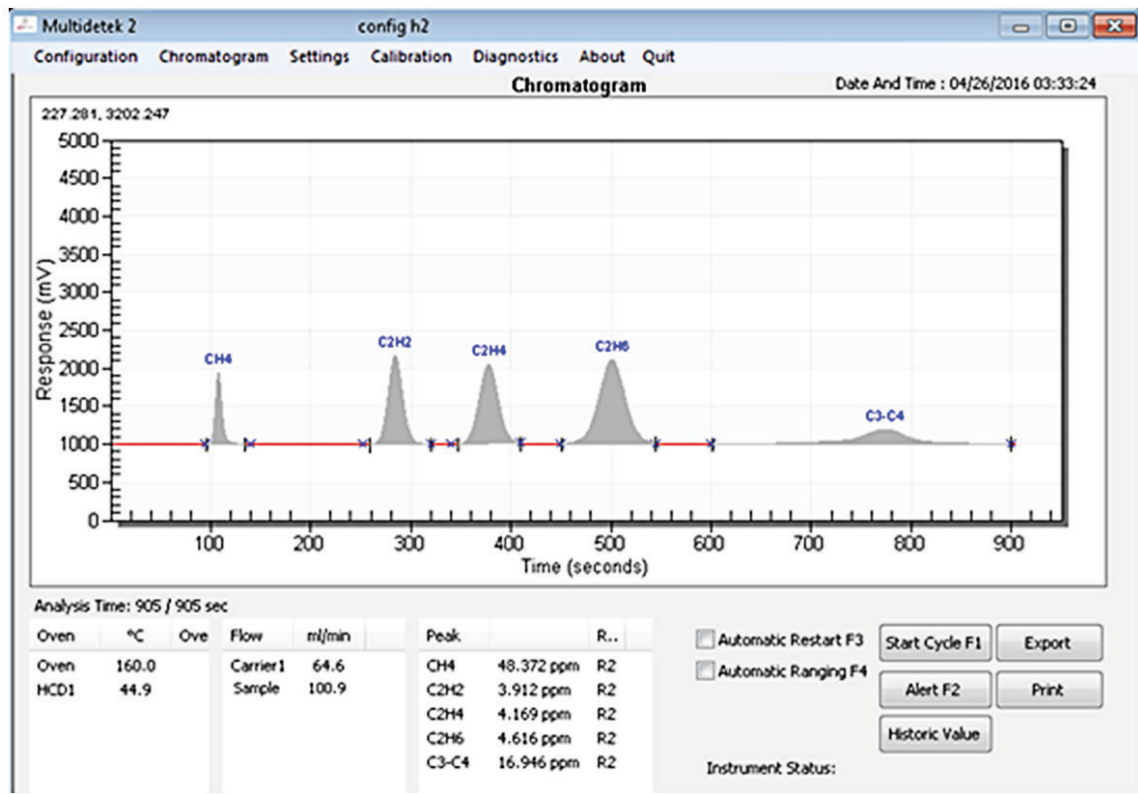 Multidetek 2 config h2
Configuration Chromatogram Settings Calibration Diagnostics About Quit
Chromatogram
Date And Time : 04/26/2016 03:33:24
227.281, 3202.247
5000
4500
4000
3500
3000
2500
2000
1500
1000
500
0
Response (mV)
CH4
C2H2
C2H4
C2H6
C3-C4
100 200 300 400 500 600 700 800 900
Time (seconds)
Analysis Time: 905 / 905 sec
Oven °C Ove
Oven 160.0
HCD1 44.9
Flow ml/min
Carrier1 64.6
Sample 100.9
Peak R..
CH4 48.372 ppm R2
C2H2 3.912 ppm R2
C2H4 4.169 ppm R2
C2H6 4.616 ppm R2
C3-C4 16.946 ppm R2
Automatic Restart F3
Automatic Ranging F4
Start Cycle F1
Export
Alert F2
Print
Historic Value
Instrument Status: